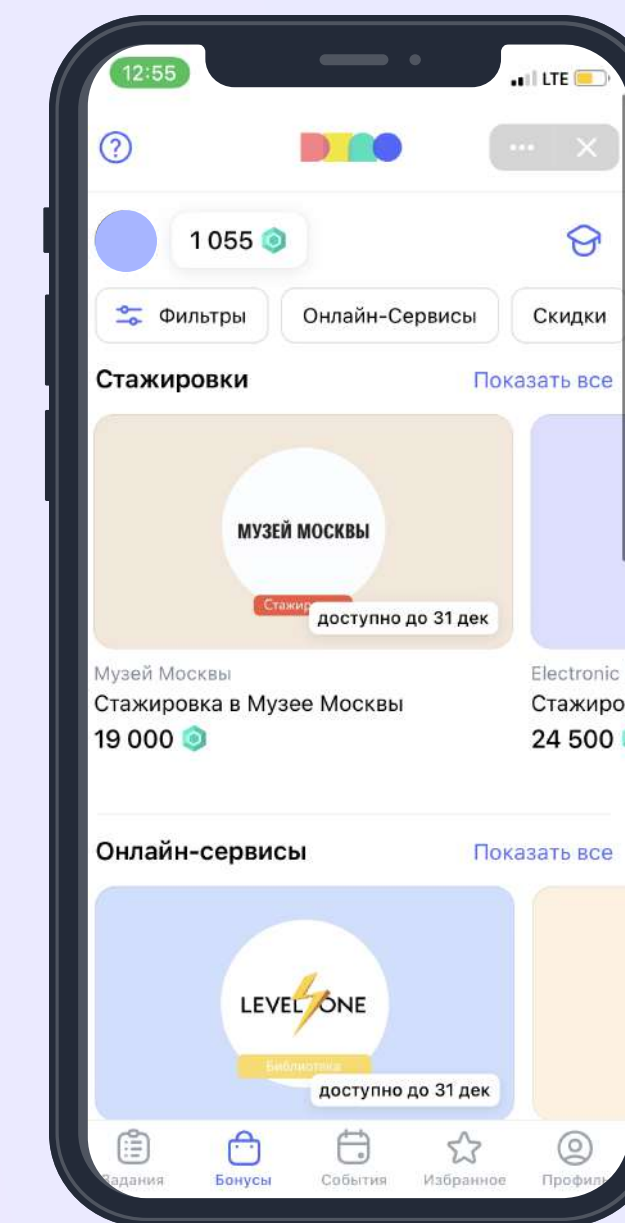 12:55
LTE
1 055
Фильтры
Онлайн-Сервисы
Скидки
Стажировки
Показать все
МУЗЕЙ МОСКВЫ
доступно до 31 дек
Музей Москвы
Electronic
Стажировка в Музее Москвы
Стажиро
19 000
24 500
Онлайн-сервисы
Показать все
LEVEL ONE
Библиотека
доступно до 31 дек
Задания
Бонусы
События
Избранное
Профиль